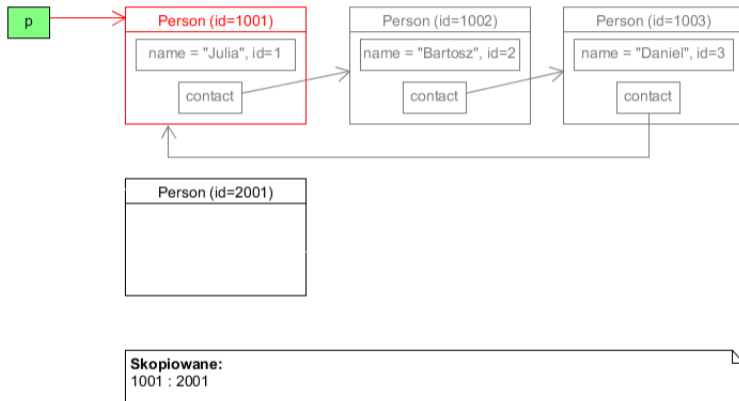 p
Person (id=1001)
name = "Julia", id=1
contact
Person (id=1002)
name = "Bartosz", id=2
contact
Person (id=1003)
name = "Daniel", id=3
contact
Person (id=2001)
Skopiowane:
1001 : 2001